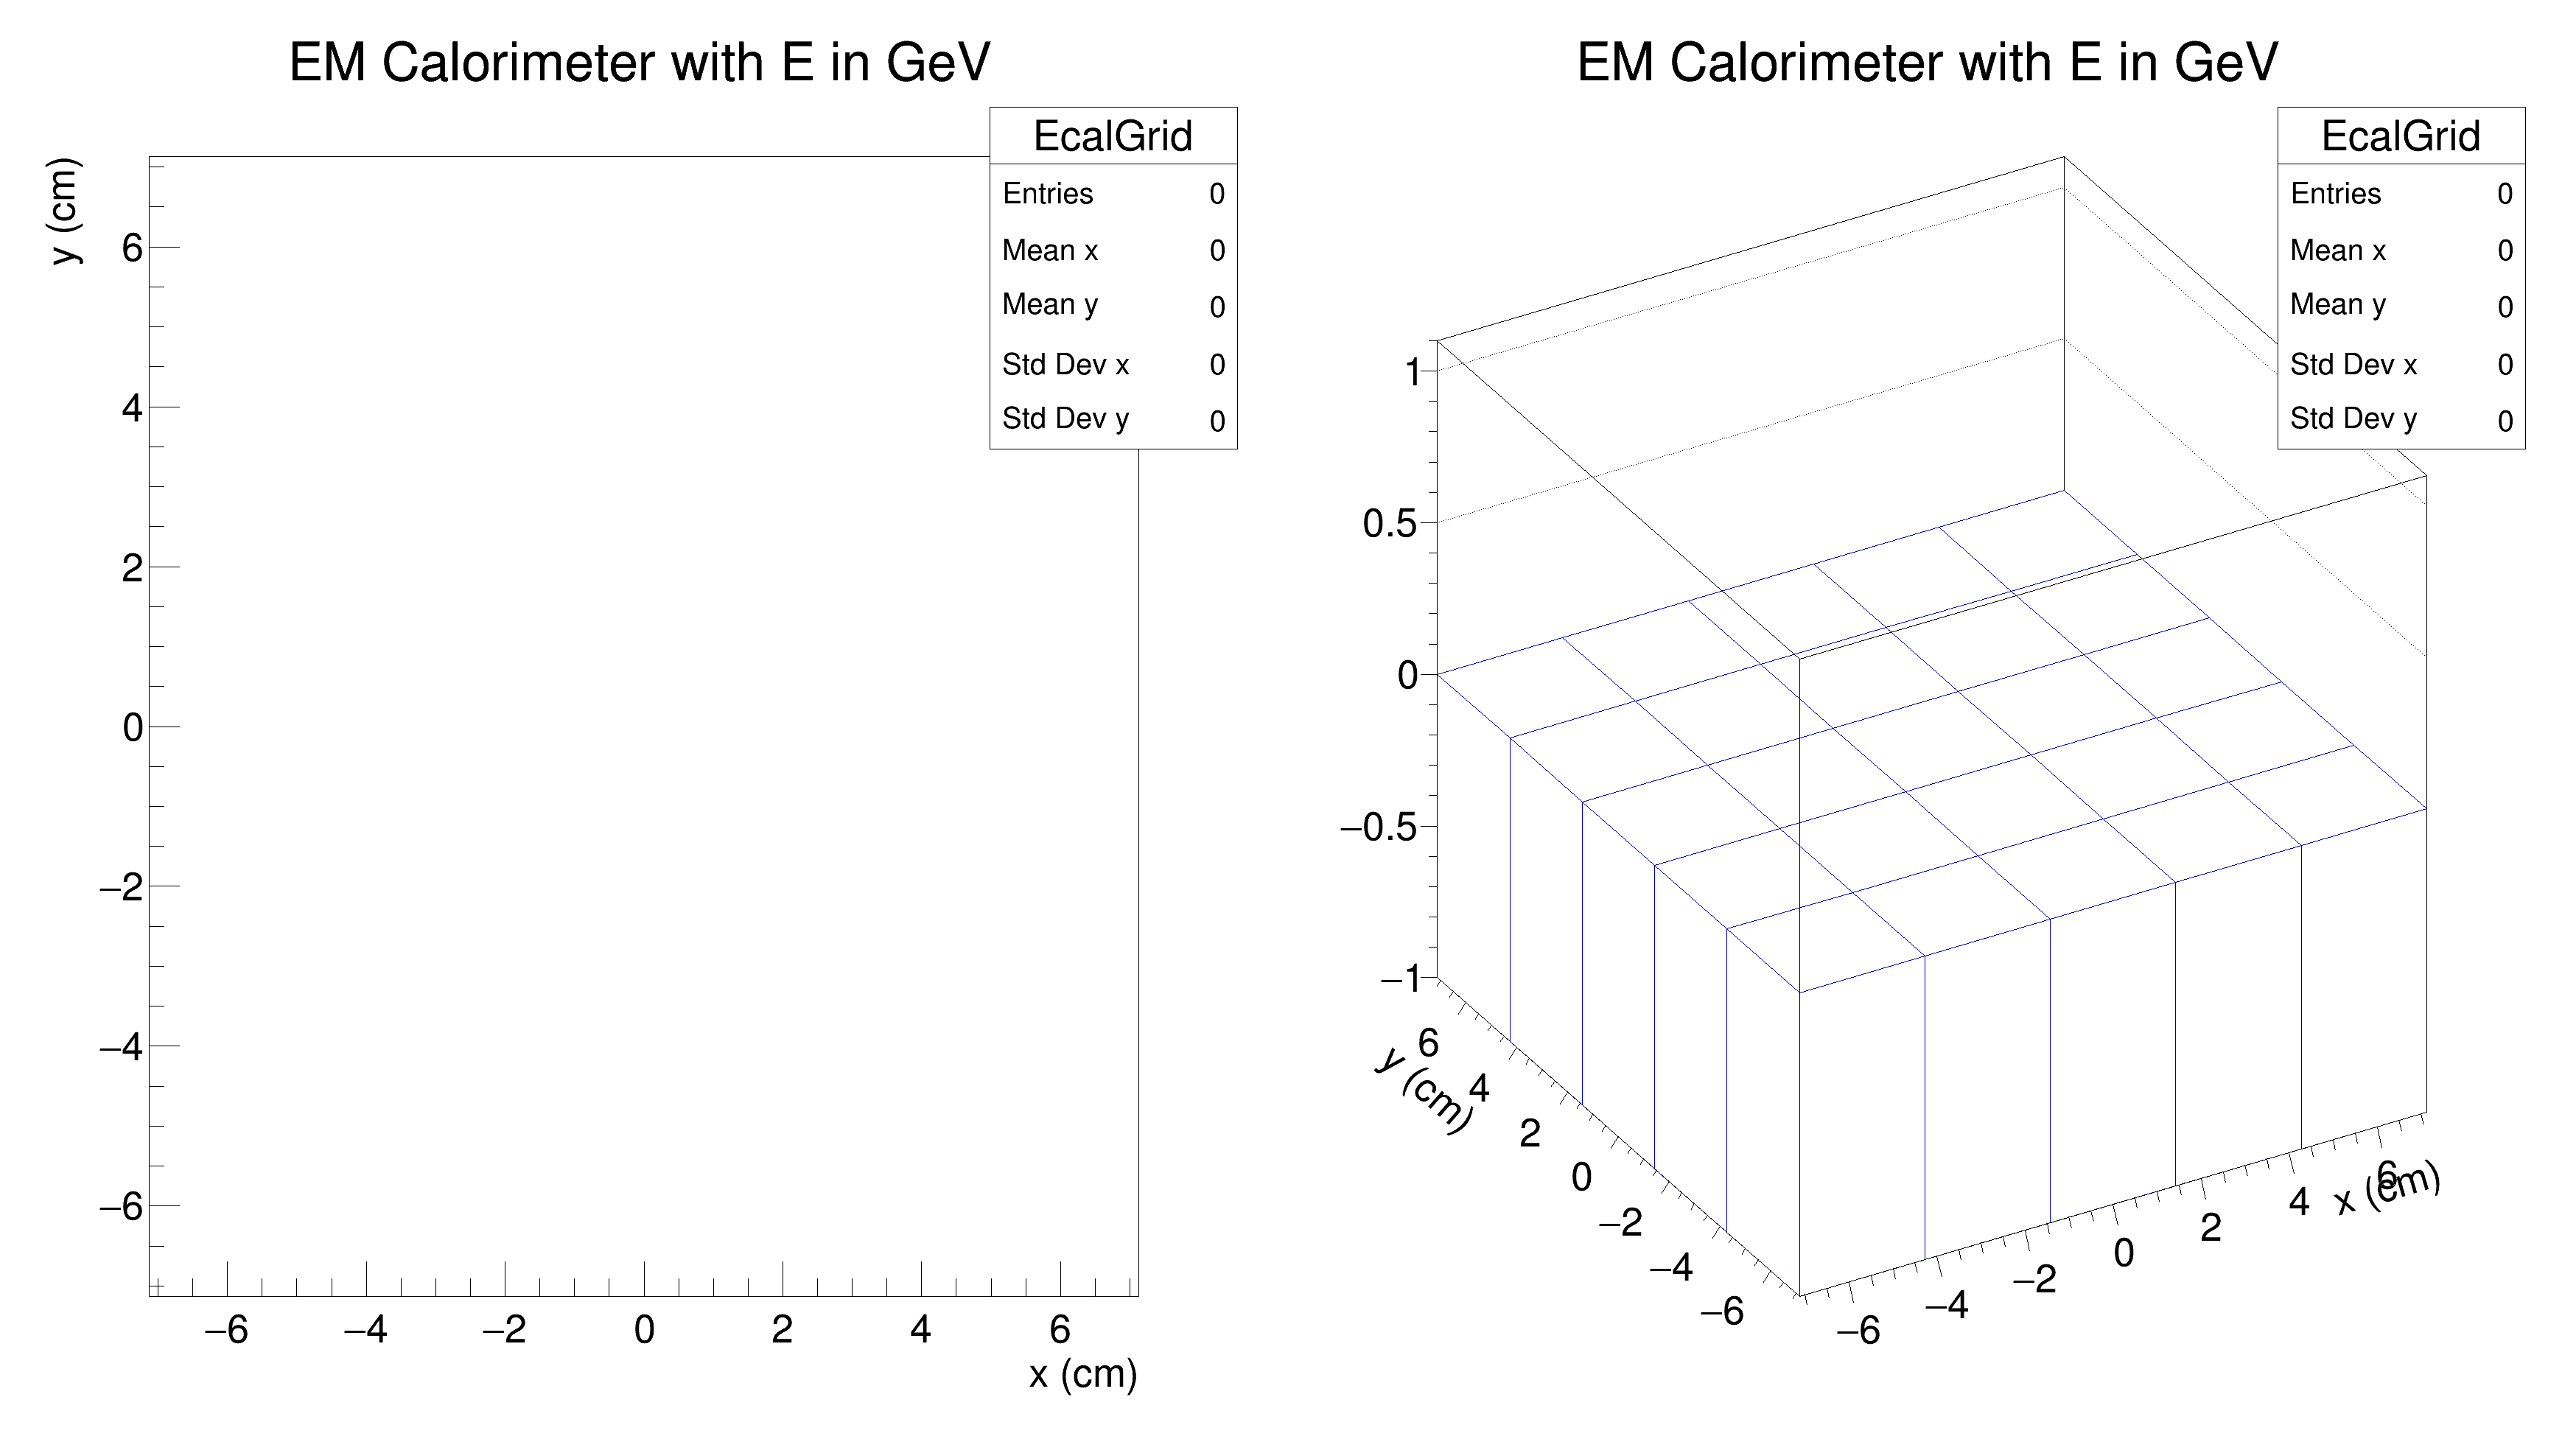 EM Calorimeter with E in GeV
EcalGrid
Entries 0
Mean x 0
Mean y 0
Std Dev x 0
Std Dev y 0
y (cm)
6
4
2
0
−2
−4
−6
−6 −4 −2 0 2 4 6
x (cm)
EM Calorimeter with E in GeV
EcalGrid
Entries 0
Mean x 0
Mean y 0
Std Dev x 0
Std Dev y 0
1
0.5
0
−0.5
−1
6
4
2
0
−2
−4
−6
y (cm)
−6
−4
−2
0
2
4
6
x (cm)